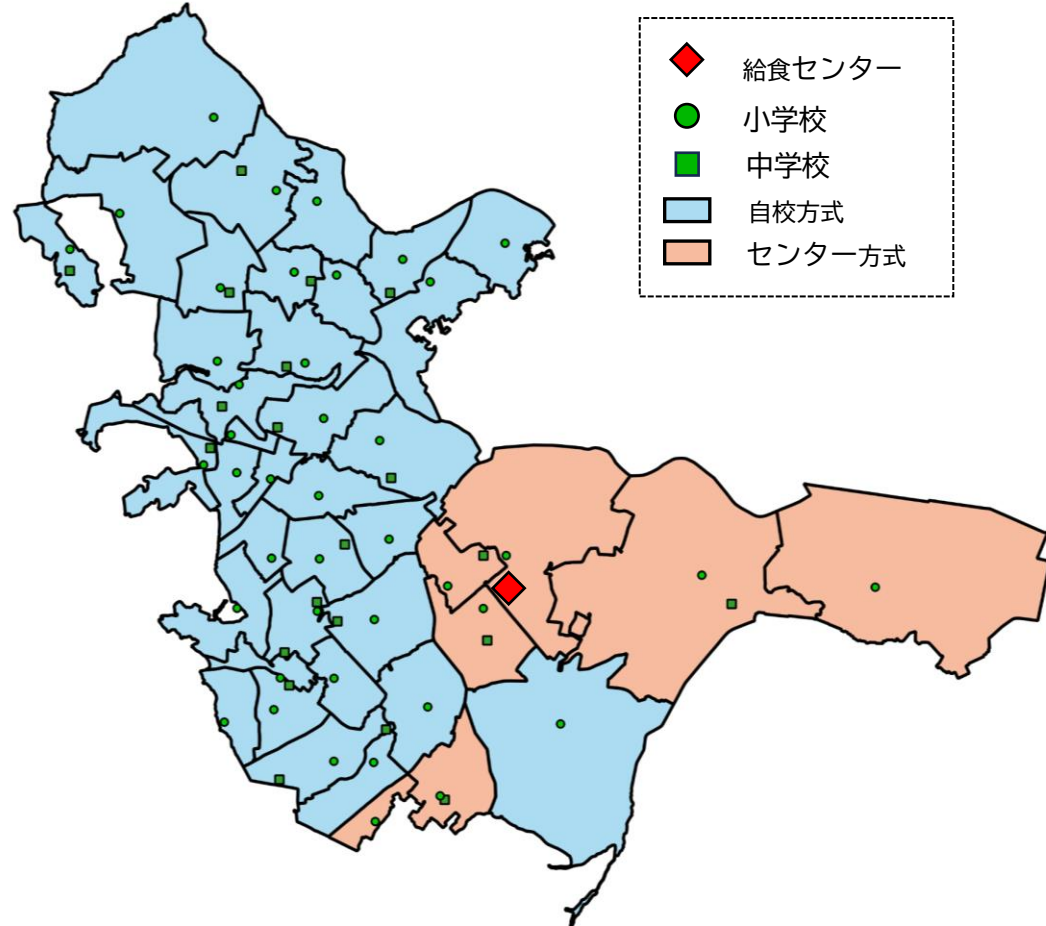 給食センター
小学校
中学校
自校方式
センター方式